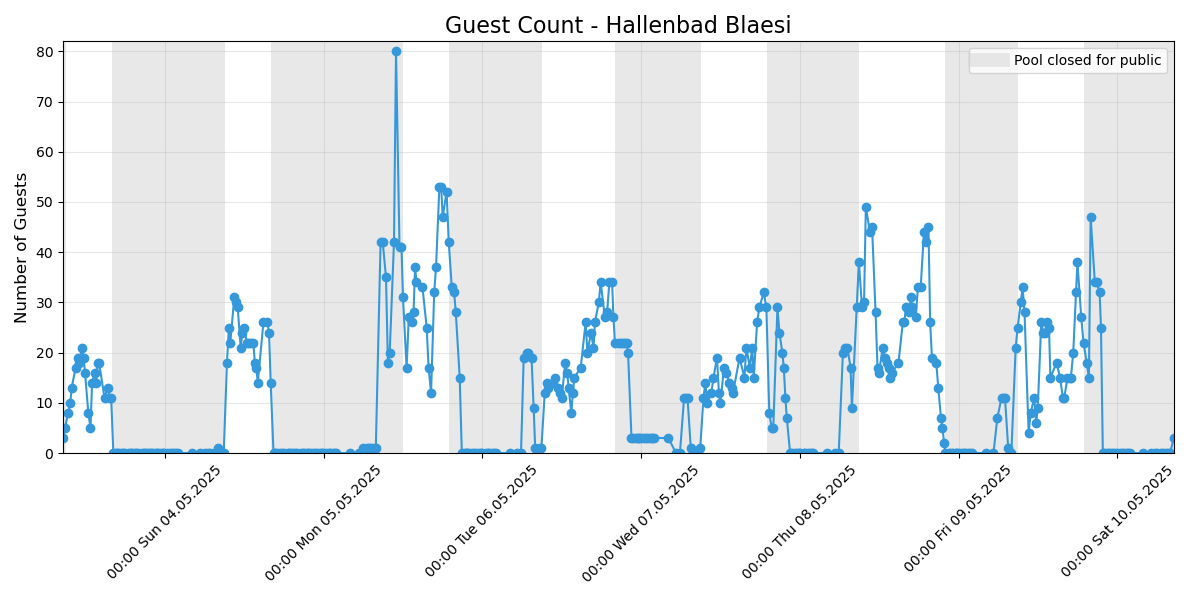 Guest Count - Hallenbad Blaesi
Pool closed for public
Number of Guests
80
70
60
50
40
30
20
10
0
00:00 Sun 04.05.2025
00:00 Mon 05.05.2025
00:00 Tue 06.05.2025
00:00 Wed 07.05.2025
00:00 Thu 08.05.2025
00:00 Fri 09.05.2025
00:00 Sat 10.05.2025